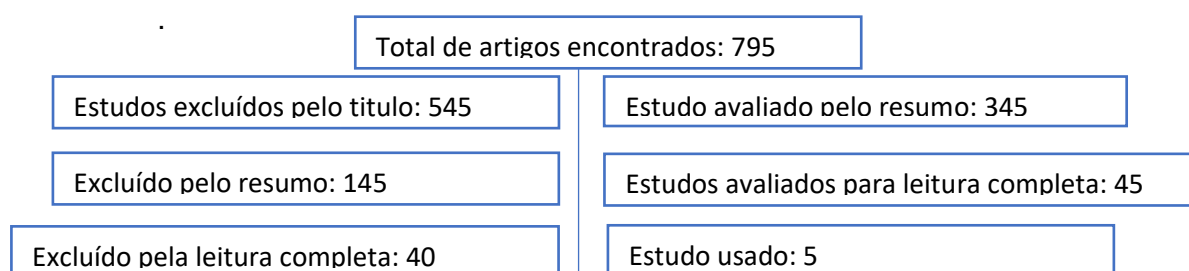 .
Total de artigos encontrados: 795
Estudos excluídos pelo titulo: 545
Estudo avaliado pelo resumo: 345
Excluído pelo resumo: 145
Estudos avaliados para leitura completa: 45
Excluído pela leitura completa: 40
Estudo usado: 5